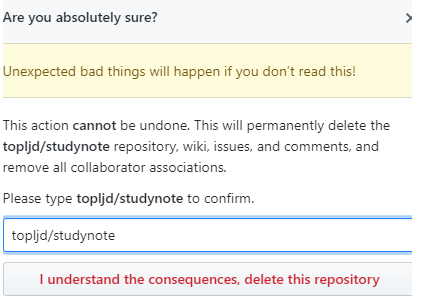 Are you absolutely sure?
Unexpected bad things will happen if you don't read this!
This action cannot be undone. This will permanently delete the
topljd/studynote repository, wiki, issues, and comments, and
remove all collaborator associations.
Please type topljd/studynote to confirm.
topljd/studynote
I understand the consequences, delete this repository